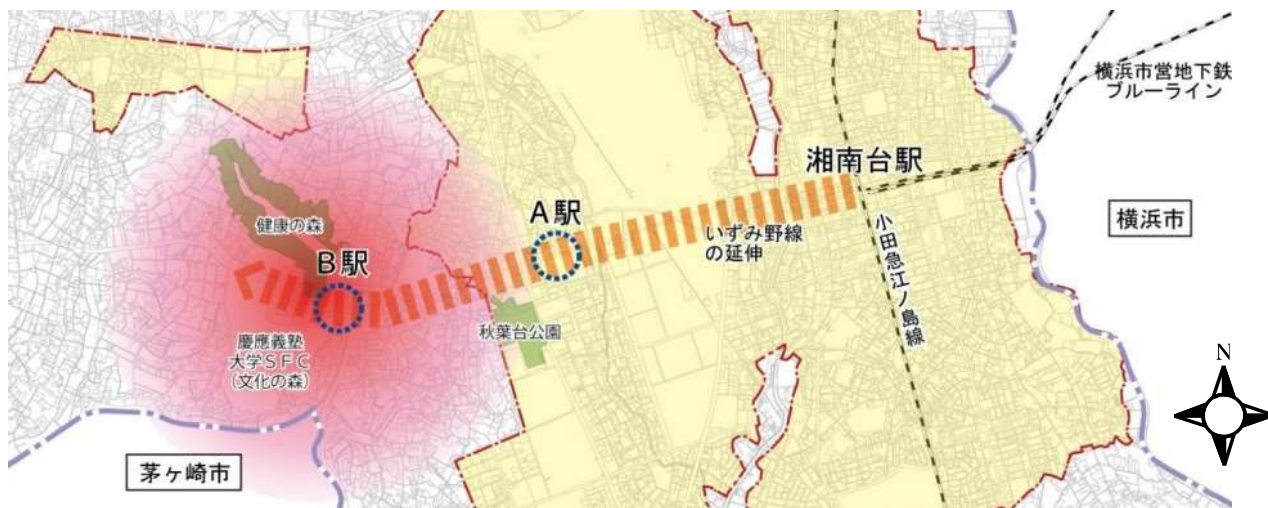 横浜市営地下鉄
ブルーライン
湘南台駅
A駅
横浜市
健康の森
いずみ野線
の延伸
B駅
小田急江ノ島線
秋葉台公園
慶應義塾
大学SFC
(文化の森)
N
茅ヶ崎市